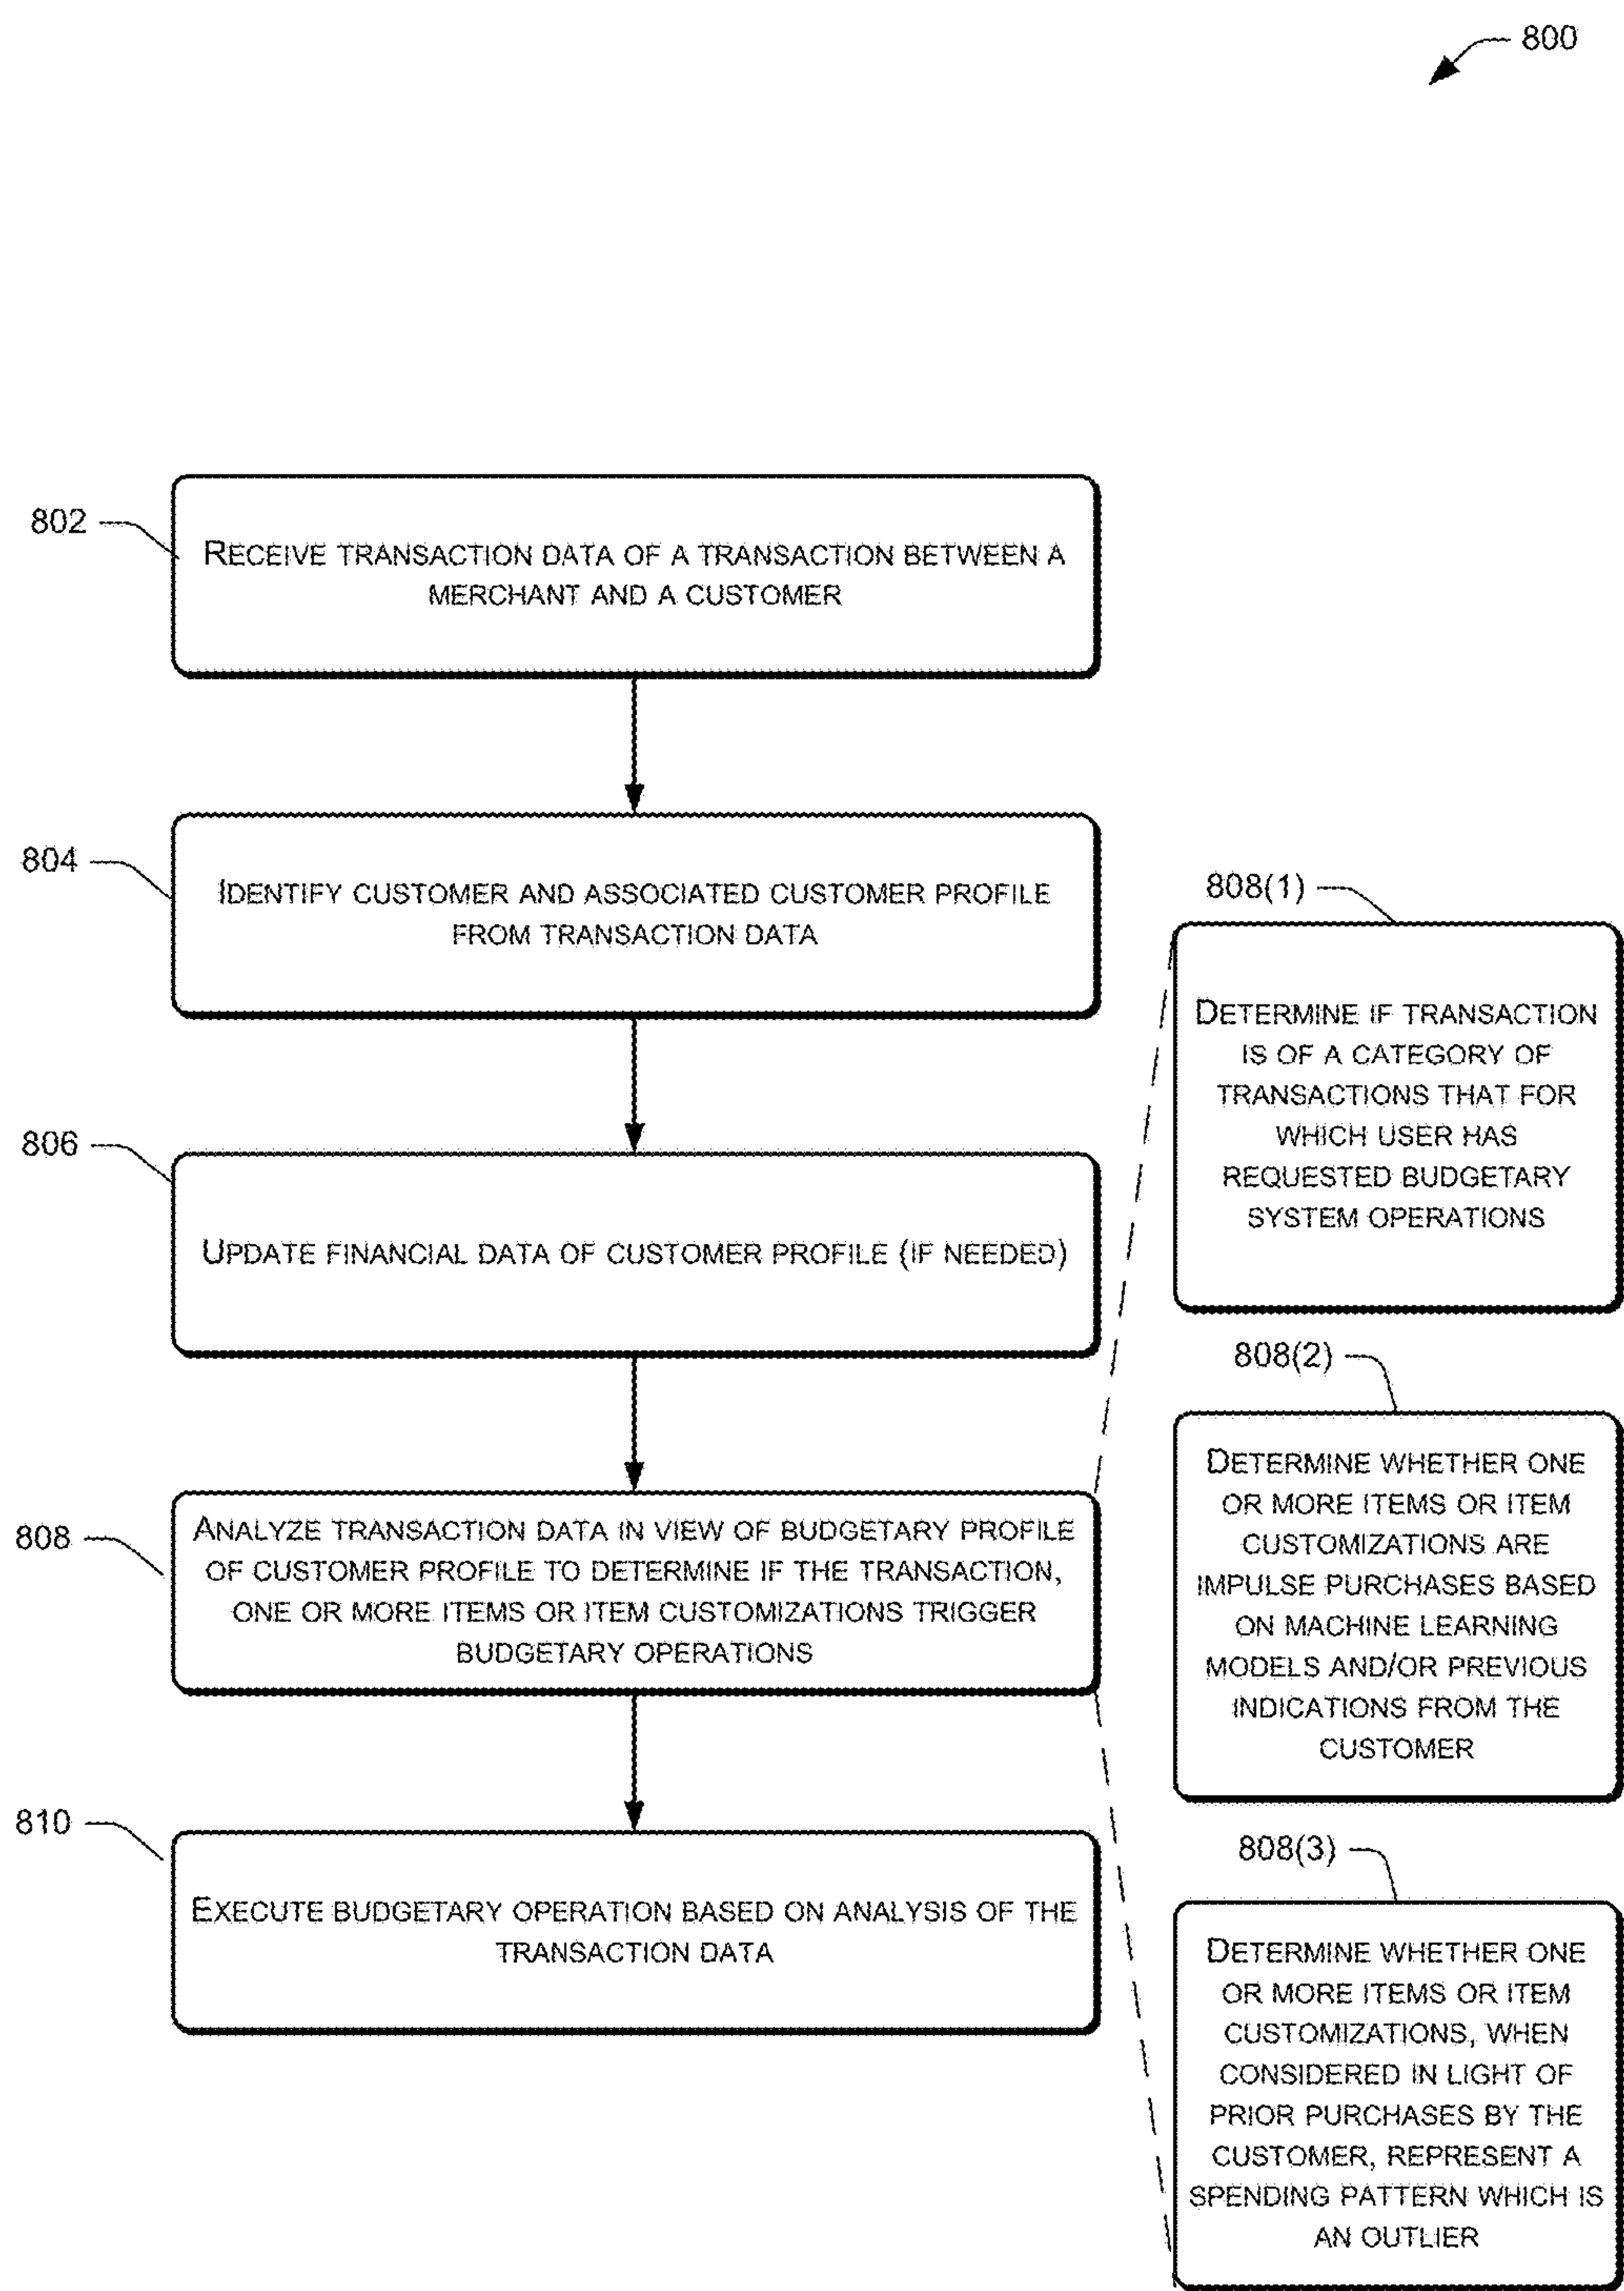 800
802
RECEIVE TRANSACTION DATA OF A TRANSACTION BETWEEN A
MERCHANT AND A CUSTOMER
804
IDENTIFY CUSTOMER AND ASSOCIATED CUSTOMER PROFILE
FROM TRANSACTION DATA
806
UPDATE FINANCIAL DATA OF CUSTOMER PROFILE (IF NEEDED)
808
ANALYZE TRANSACTION DATA IN VIEW OF BUDGETARY PROFILE
OF CUSTOMER PROFILE TO DETERMINE IF THE TRANSACTION,
ONE OR MORE ITEMS OR ITEM CUSTOMIZATIONS TRIGGER
BUDGETARY OPERATIONS
808(1)
DETERMINE IF TRANSACTION
IS OF A CATEGORY OF
TRANSACTIONS THAT FOR
WHICH USER HAS
REQUESTED BUDGETARY
SYSTEM OPERATIONS
808(2)
DETERMINE WHETHER ONE
OR MORE ITEMS OR ITEM
CUSTOMIZATIONS ARE
IMPULSE PURCHASES BASED
ON MACHINE LEARNING
MODELS AND/OR PREVIOUS
INDICATIONS FROM THE
CUSTOMER
808(3)
DETERMINE WHETHER ONE
OR MORE ITEMS OR ITEM
CUSTOMIZATIONS, WHEN
CONSIDERED IN LIGHT OF
PRIOR PURCHASES BY THE
CUSTOMER, REPRESENT A
SPENDING PATTERN WHICH IS
AN OUTLIER
810
EXECUTE BUDGETARY OPERATION BASED ON ANALYSIS OF THE
TRANSACTION DATA